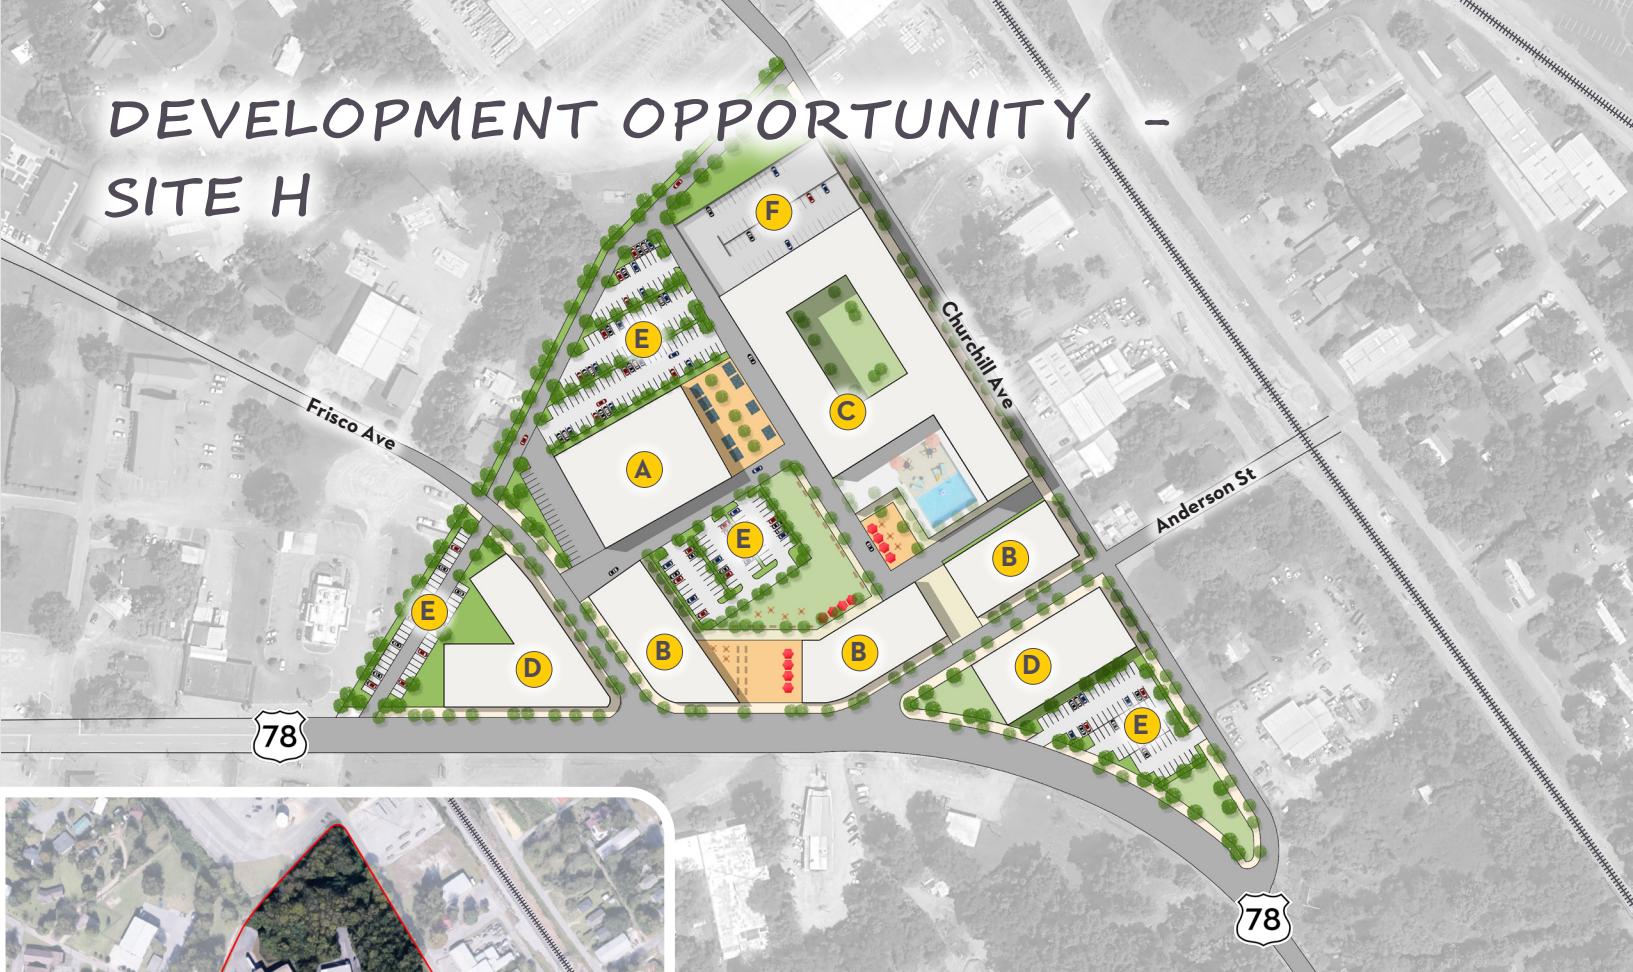 DEVELOPMENT OPPORTUNITY -
SITE H
F
E
Churchill Ave
C
Frisco Ave
A
Anderson St
E
B
E
B
B
D
D
E
78
78